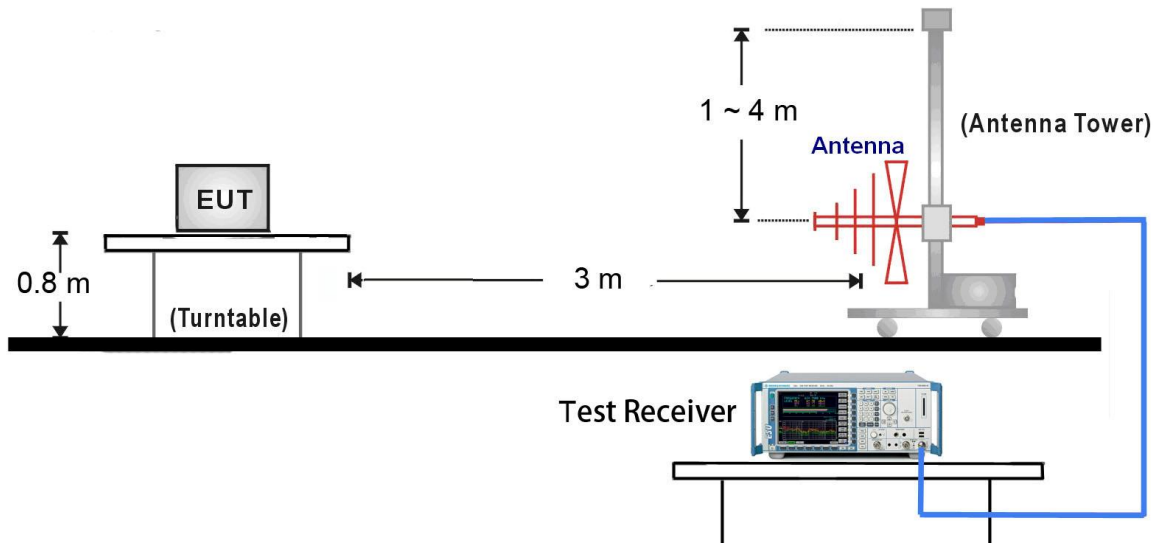 1 ~ 4 m
(Antenna Tower)
Antenna
EUT
0.8 m
3 m
(Turntable)
Test Receiver